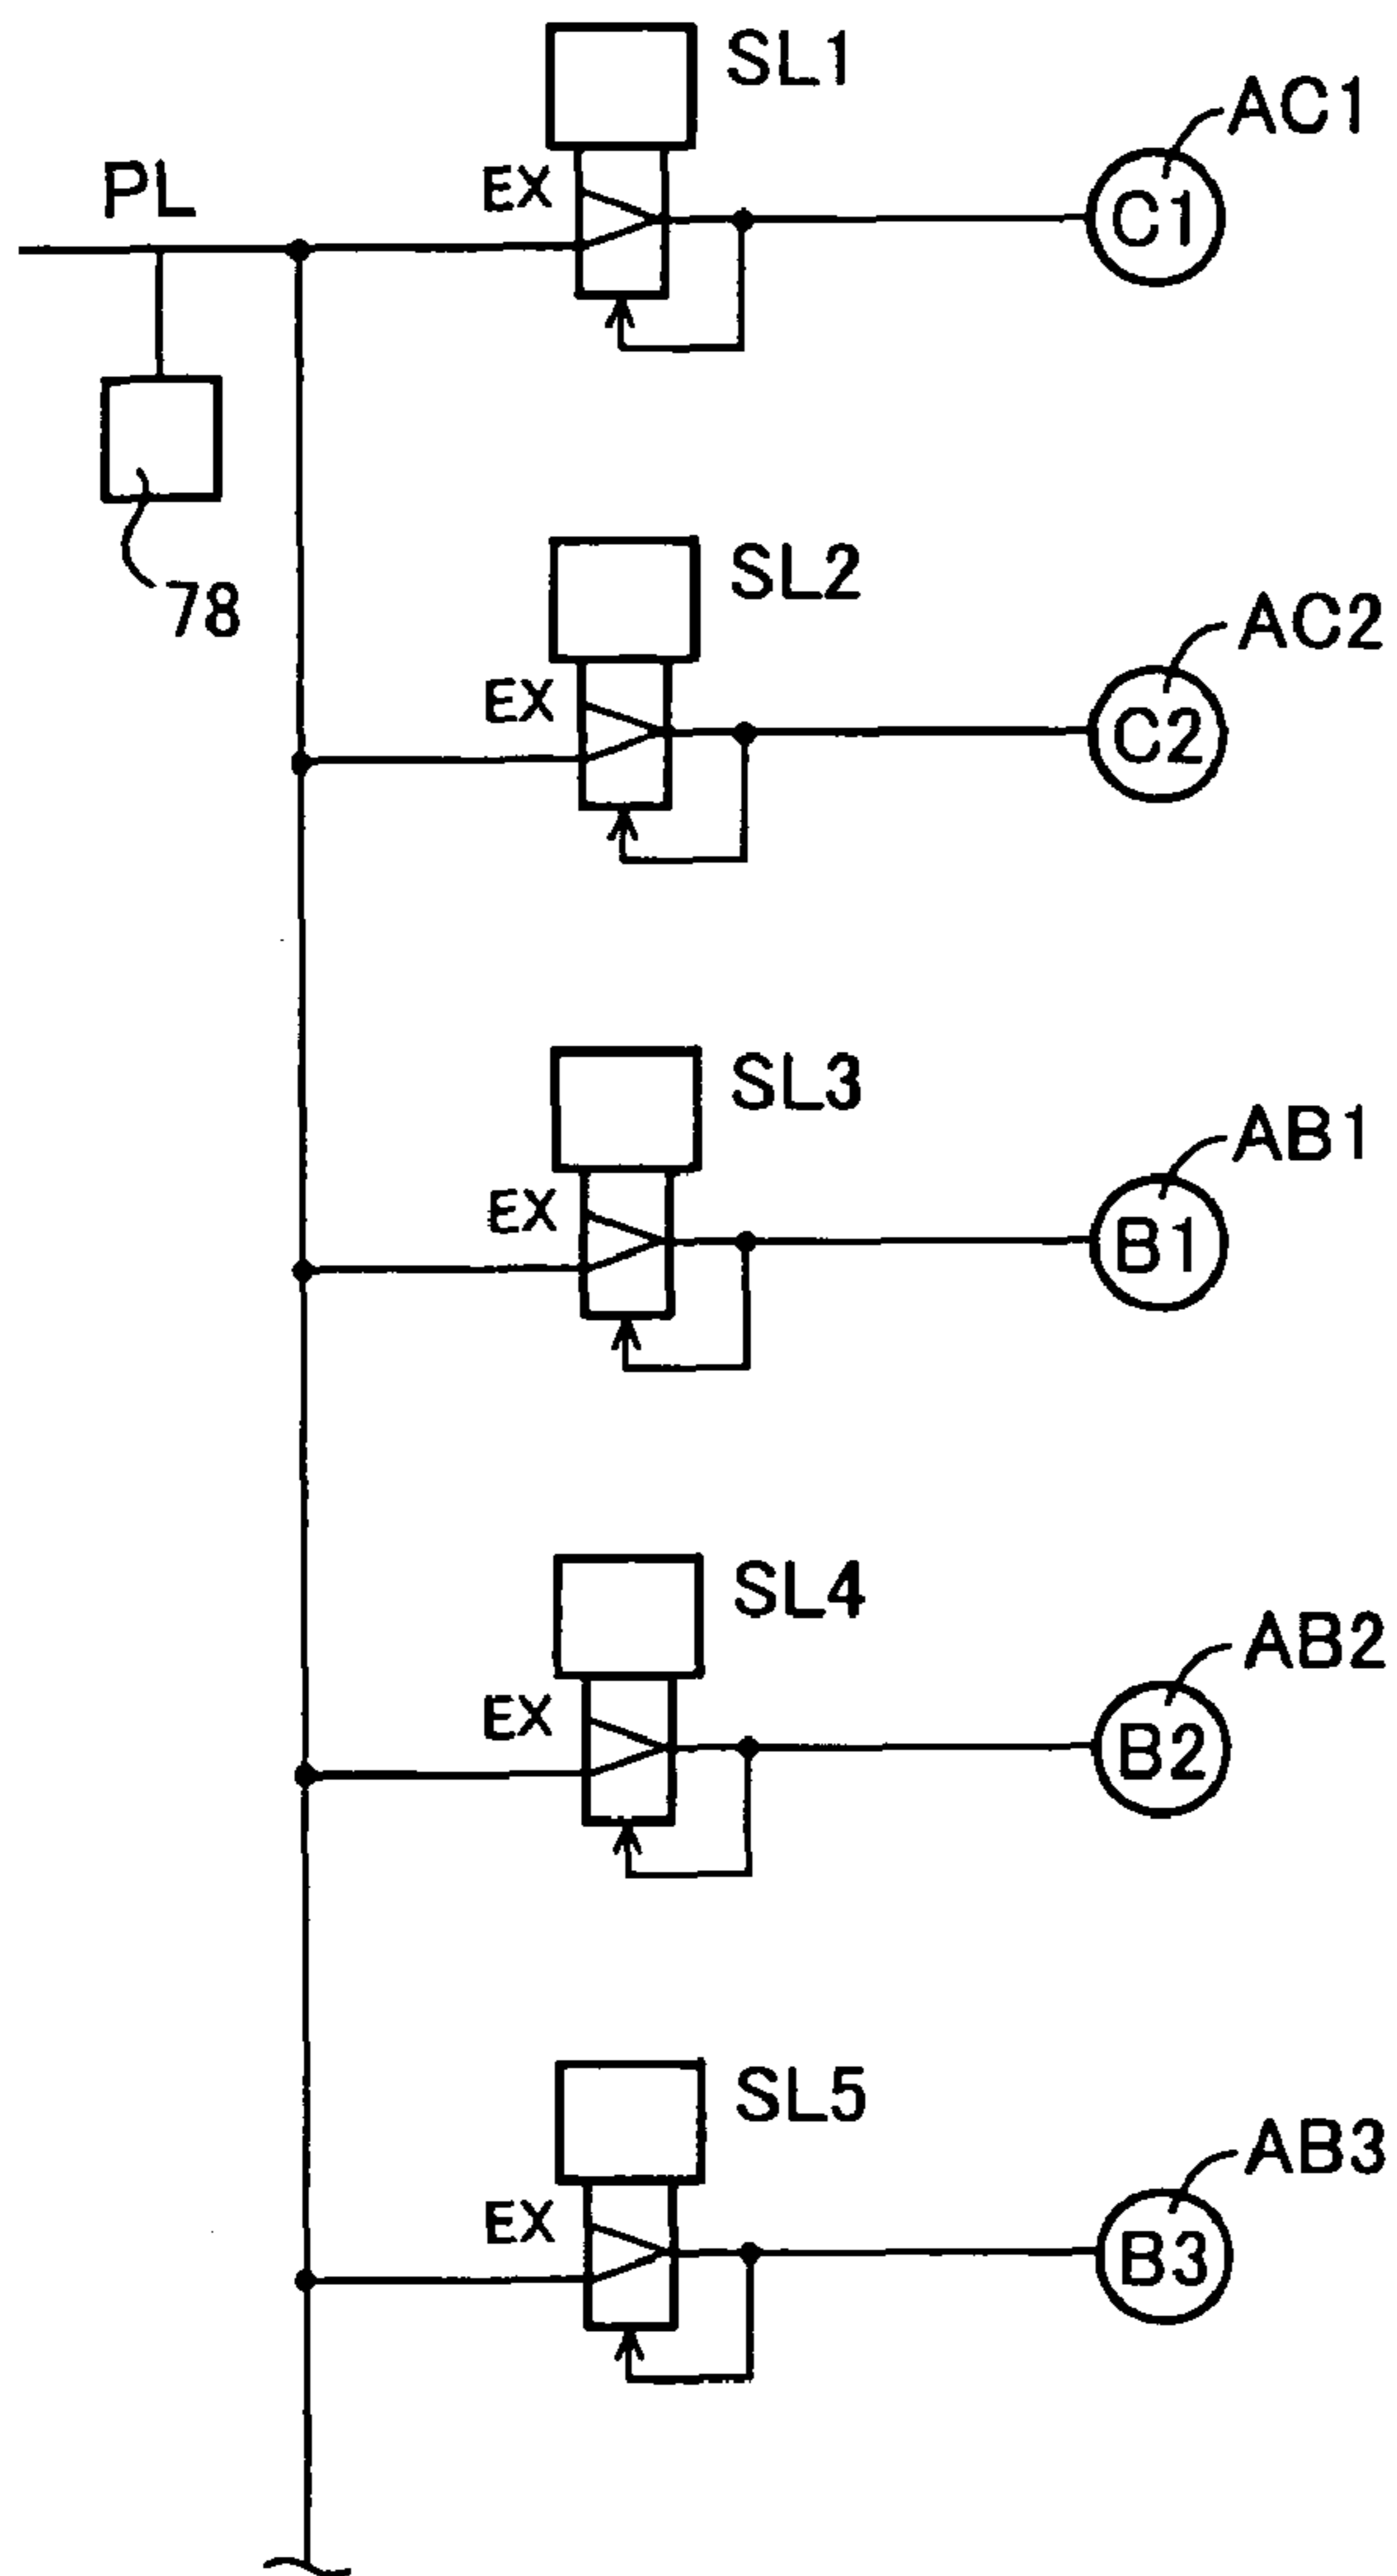 SL1
AC1
PL
EX
C1
78
SL2
AC2
EX
C2
SL3
AB1
EX
B1
SL4
AB2
EX
B2
SL5
AB3
EX
B3